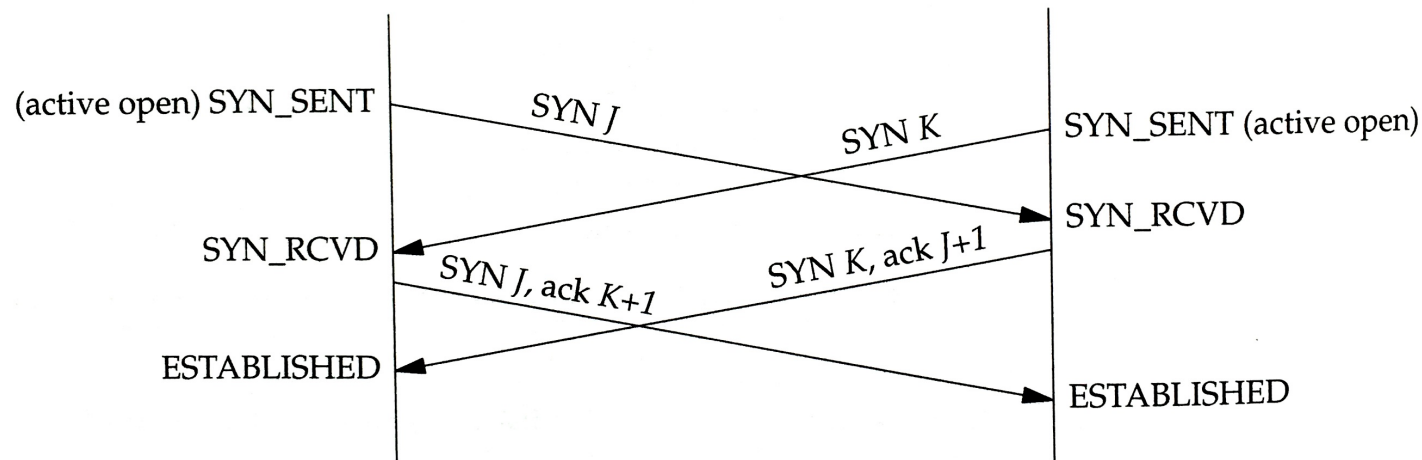 (active open) SYN_SENT
SYN J
SYN K
SYN_SENT (active open)
SYN_RCVD
SYN_RCVD
SYN J, ack K+1
SYN K, ack J+1
ESTABLISHED
ESTABLISHED